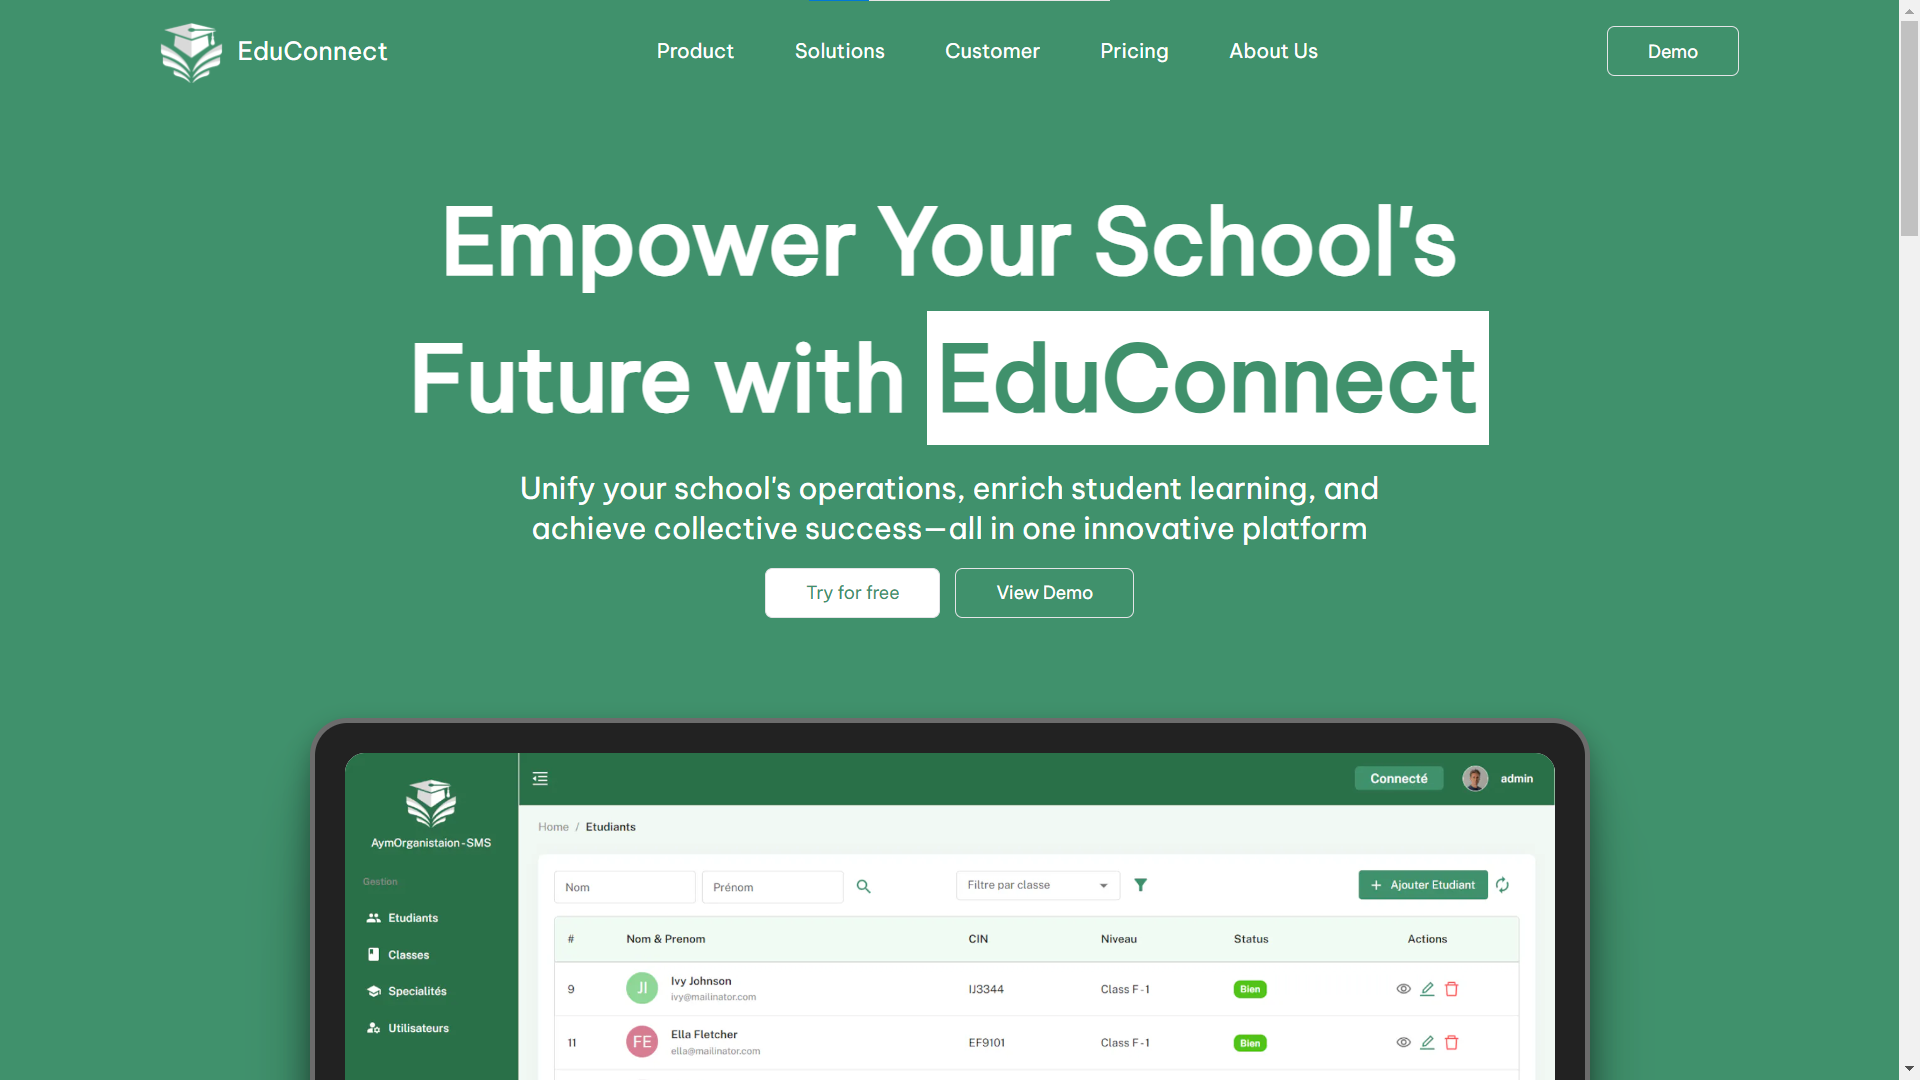 EduConnect
Product
Solutions
Customer
Pricing
About Us
Demo
Empower Your School's
Future with EduConnect
Unify your school's operations, enrich student learning, and
achieve collective success—all in one innovative platform
Try for free
View Demo
AymOrganistaion - SMS
Gestion
Etudiants
Classes
Specialités
Utilisateurs
Connecté
admin
Home / Etudiants
Nom
Prénom
Filtre par classe
+ Ajouter Etudiant
# Nom & Prenom CIN Niveau Status Actions
9 JI Ivy Johnson IJ3344 Class F - 1 Bien
ivy@mailinator.com
11 FE Ella Fletcher EF9101 Class F - 1 Bien
ella@mailinator.com